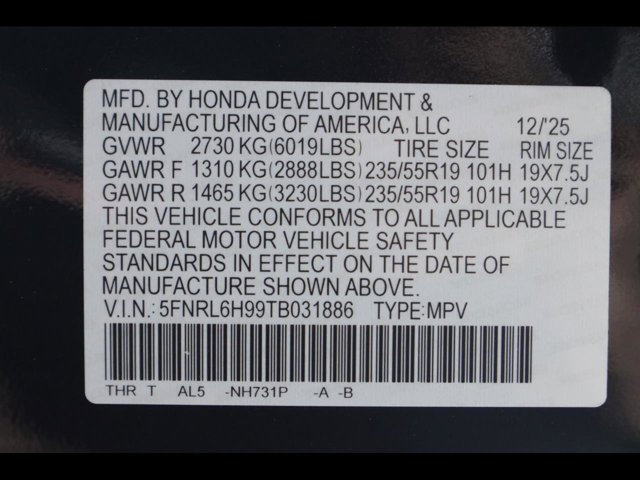 MFD. BY HONDA DEVELOPMENT &
MANUFACTURING OF AMERICA, LLC 12/'25
GVWR 2730 KG(6019LBS) TIRE SIZE RIM SIZE
GAWR F 1310 KG(2888LBS) 235/55R19 101H 19X7.5J
GAWR R 1465 KG(3230LBS) 235/55R19 101H 19X7.5J
THIS VEHICLE CONFORMS TO ALL APPLICABLE
FEDERAL MOTOR VEHICLE SAFETY
STANDARDS IN EFFECT ON THE DATE OF
MANUFACTURE SHOWN ABOVE.
V.I.N.: 5FNRL6H99TB031886 TYPE:MPV
THR T AL5 -NH731P -A -B